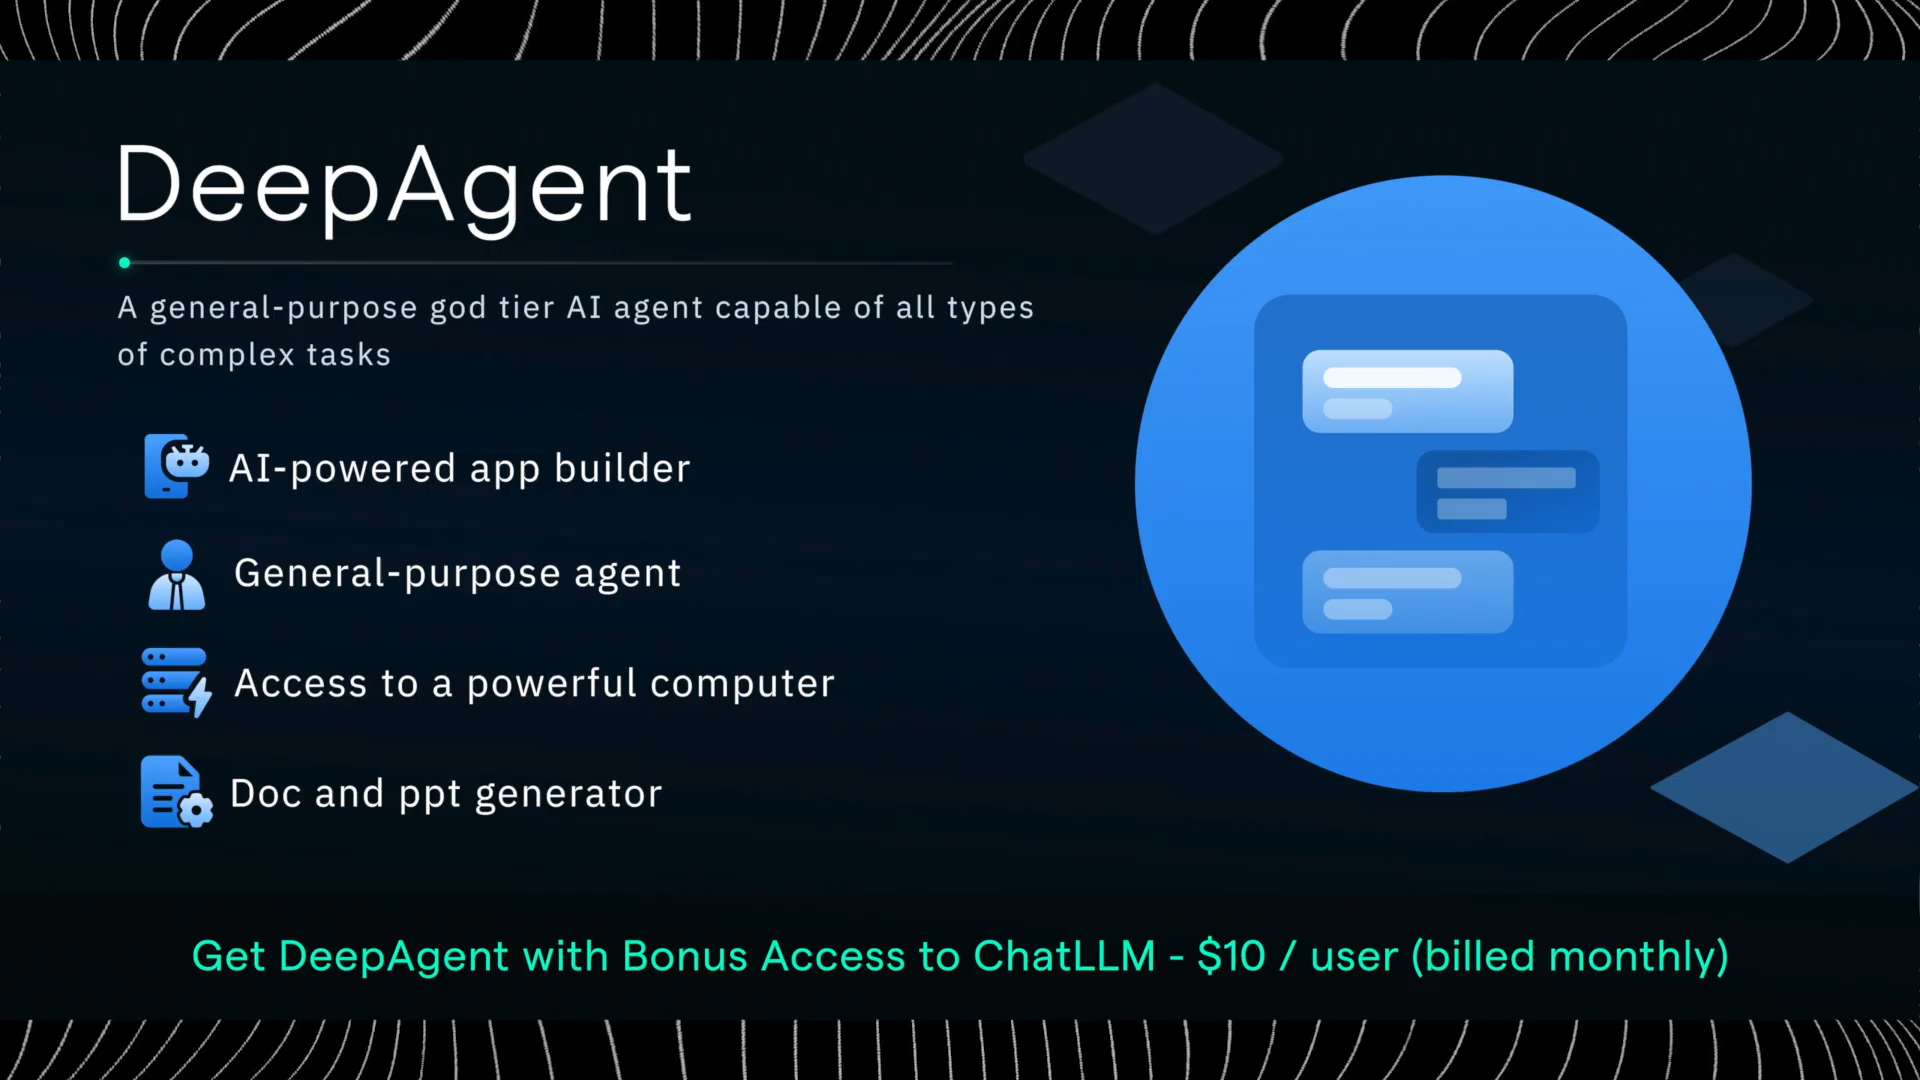 DeepAgent
A general-purpose god tier AI agent capable of all types
of complex tasks
AI-powered app builder
General-purpose agent
Access to a powerful computer
Doc and ppt generator
Get DeepAgent with Bonus Access to ChatLLM - $10 / user (billed monthly)